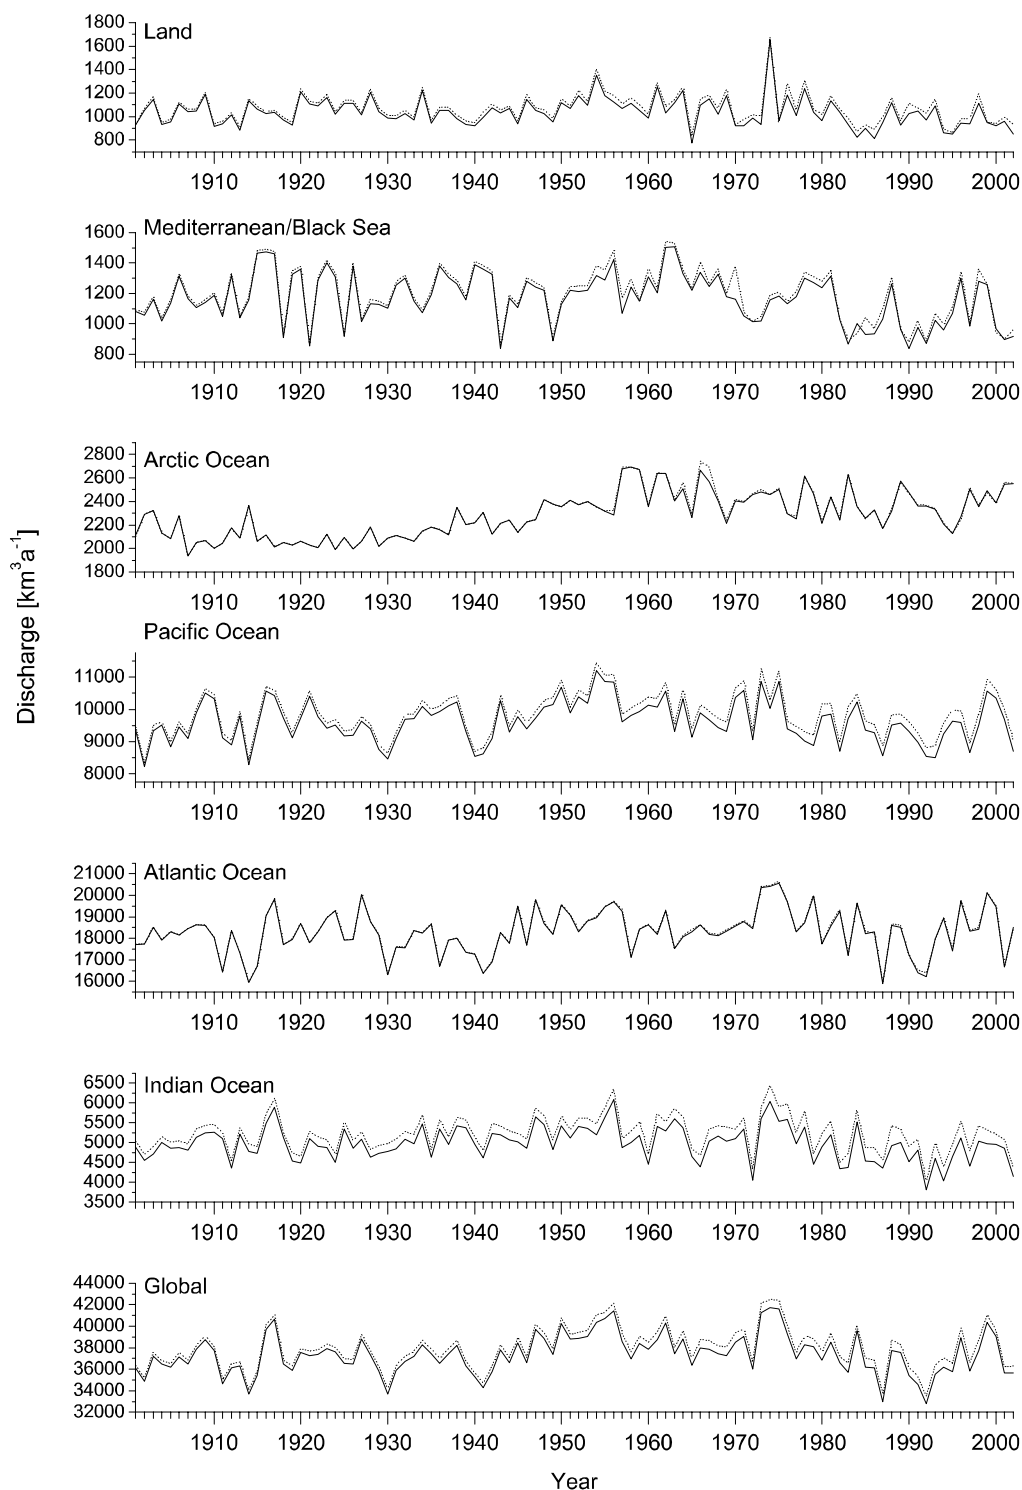 Discharge [km³a⁻¹]
Land
1800
1600
1400
1200
1000
800
1910 1920 1930 1940 1950 1960 1970 1980 1990 2000
Mediterranean/Black Sea
1600
1400
1200
1000
800
1910 1920 1930 1940 1950 1960 1970 1980 1990 2000
Arctic Ocean
2800
2600
2400
2200
2000
1800
1910 1920 1930 1940 1950 1960 1970 1980 1990 2000
Pacific Ocean
11000
10000
9000
8000
1910 1920 1930 1940 1950 1960 1970 1980 1990 2000
Atlantic Ocean
21000
20000
19000
18000
17000
16000
1910 1920 1930 1940 1950 1960 1970 1980 1990 2000
Indian Ocean
6500
6000
5500
5000
4500
4000
3500
1910 1920 1930 1940 1950 1960 1970 1980 1990 2000
Global
44000
42000
40000
38000
36000
34000
32000
1910 1920 1930 1940 1950 1960 1970 1980 1990 2000
Year